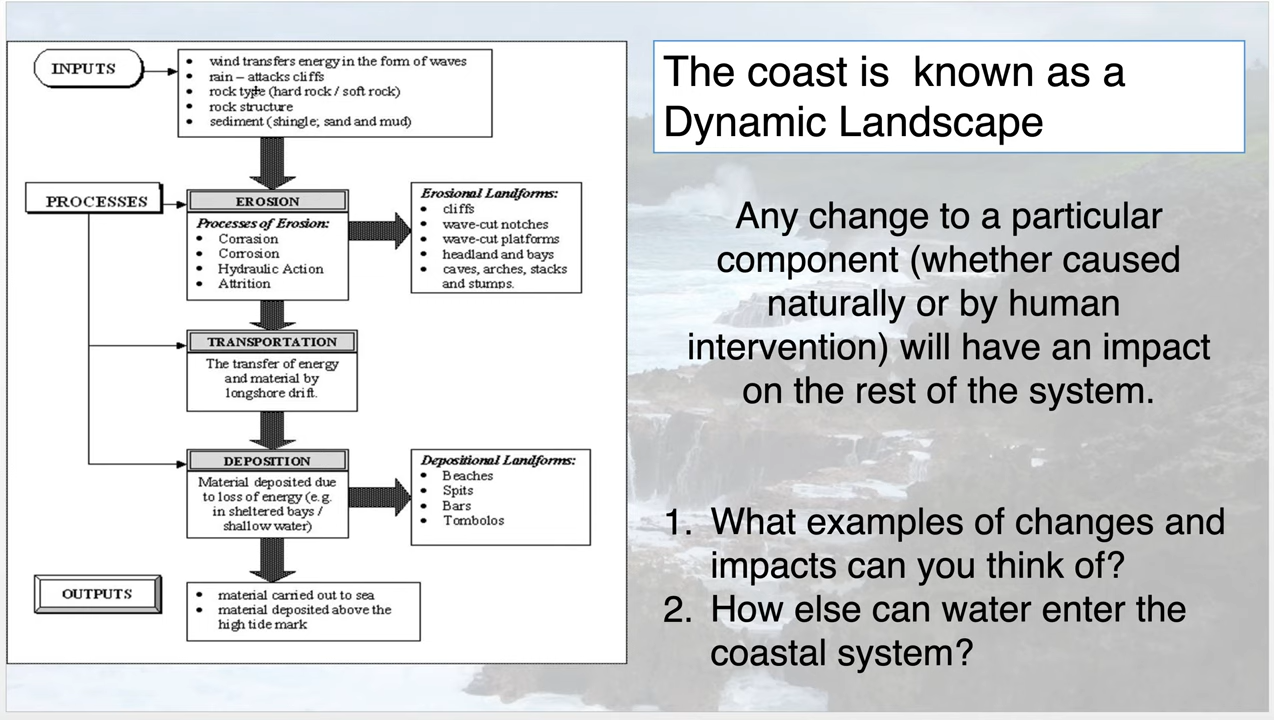 INPUTS
• wind transfers energy in the form of waves
• rain – attacks cliffs
• rock type (hard rock / soft rock)
• rock structure
• sediment (shingle; sand and mud)
PROCESSES
EROSION
Processes of Erosion:
• Corrasion
• Corrosion
• Hydraulic Action
• Attrition
Erosional Landforms:
• cliffs
• wave-cut notches
• wave-cut platforms
• headland and bays
• caves, arches, stacks
and stumps.
TRANSPORTATION
The transfer of energy
and material by
longshore drift.
DEPOSITION
Material deposited due
to loss of energy (e.g.
in sheltered bays /
shallow water)
Depositional Landforms:
• Beaches
• Spits
• Bars
• Tombolos
OUTPUTS
• material carried out to sea
• material deposited above the
high tide mark
The coast is known as a
Dynamic Landscape
Any change to a particular
component (whether caused
naturally or by human
intervention) will have an impact
on the rest of the system.
1. What examples of changes and
impacts can you think of?
2. How else can water enter the
coastal system?